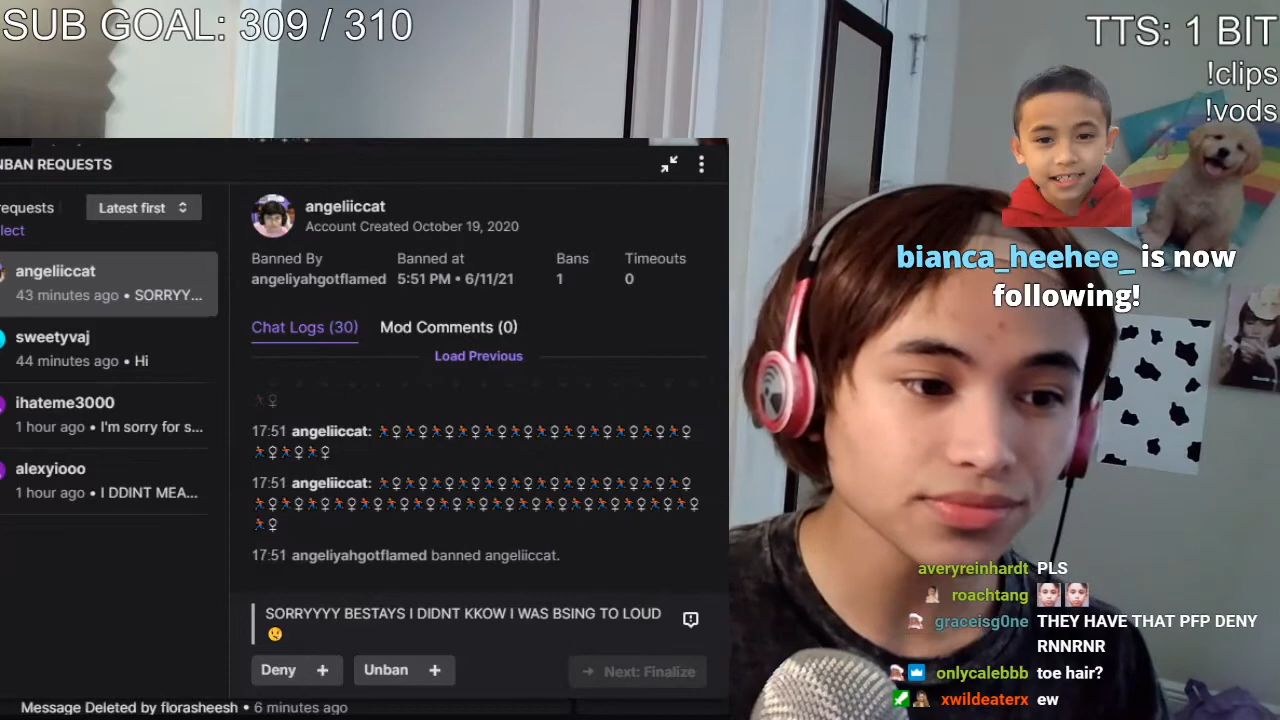 SUB GOAL: 309 / 310
TTS: 1 BIT
!clips
!vods
NBAN REQUESTS
requests
Latest first
lect
angeliiccat
43 minutes ago • SORRYY...
sweetyvaj
44 minutes ago • Hi
ihateme3000
1 hour ago • I'm sorry for s...
alexyiooo
1 hour ago • I DDINT MEA...
angeliiccat
Account Created October 19, 2020
Banned By
angeliyahgotflamed
Banned at
5:51 PM • 6/11/21
Bans
1
Timeouts
0
Chat Logs (30)
Mod Comments (0)
Load Previous
17:51 angeliiccat:
17:51 angeliiccat:
17:51 angeliyahgotflamed banned angeliiccat.
SORRYYYY BESTAYS I DIDNT KKOW I WAS BSING TO LOUD
Deny +
Unban +
Next: Finalize
Message Deleted by florasheesh • 6 minutes ago
bianca_heehee_ is now
following!
averyreinhardt PLS
roachtang
graceisg0ne THEY HAVE THAT PFP DENY
RNNRNR
onlycalebbb toe hair?
xwildeaterx ew